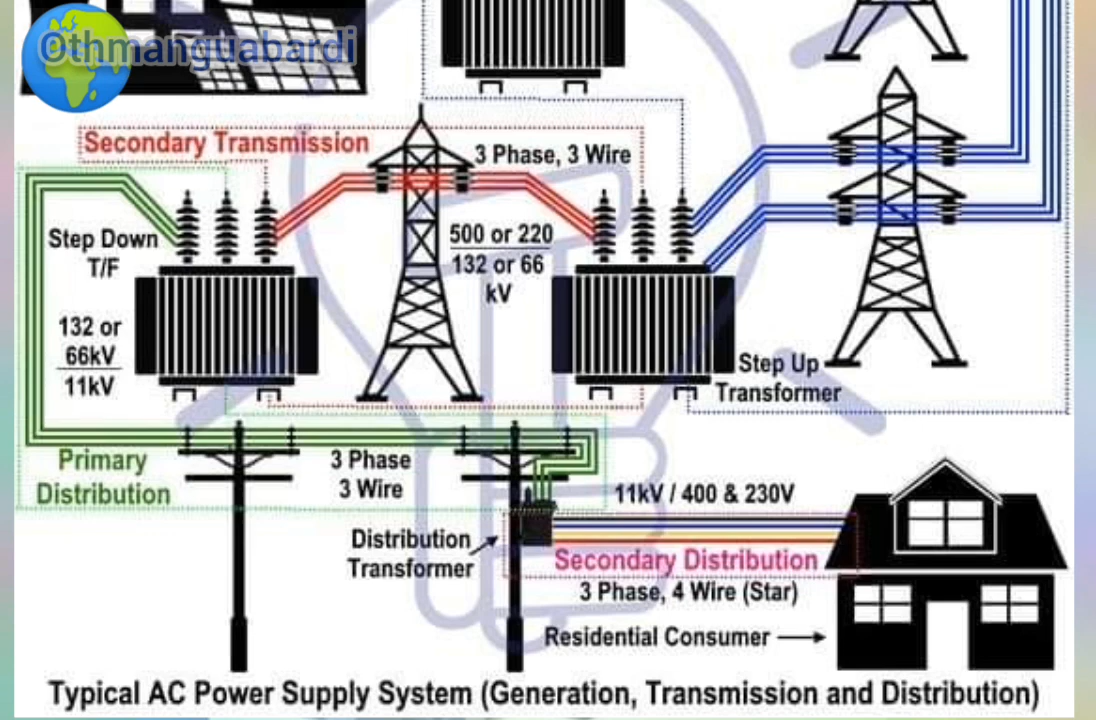 Othmanguabardi
Secondary Transmission
3 Phase, 3 Wire
Step Down
T/F
500 or 220
132 or 66
kV
132 or
66kV
11kV
Step Up
Transformer
Primary
Distribution
3 Phase
3 Wire
11kV / 400 & 230V
Distribution
Transformer
Secondary Distribution
3 Phase, 4 Wire (Star)
Residential Consumer
Typical AC Power Supply System (Generation, Transmission and Distribution)